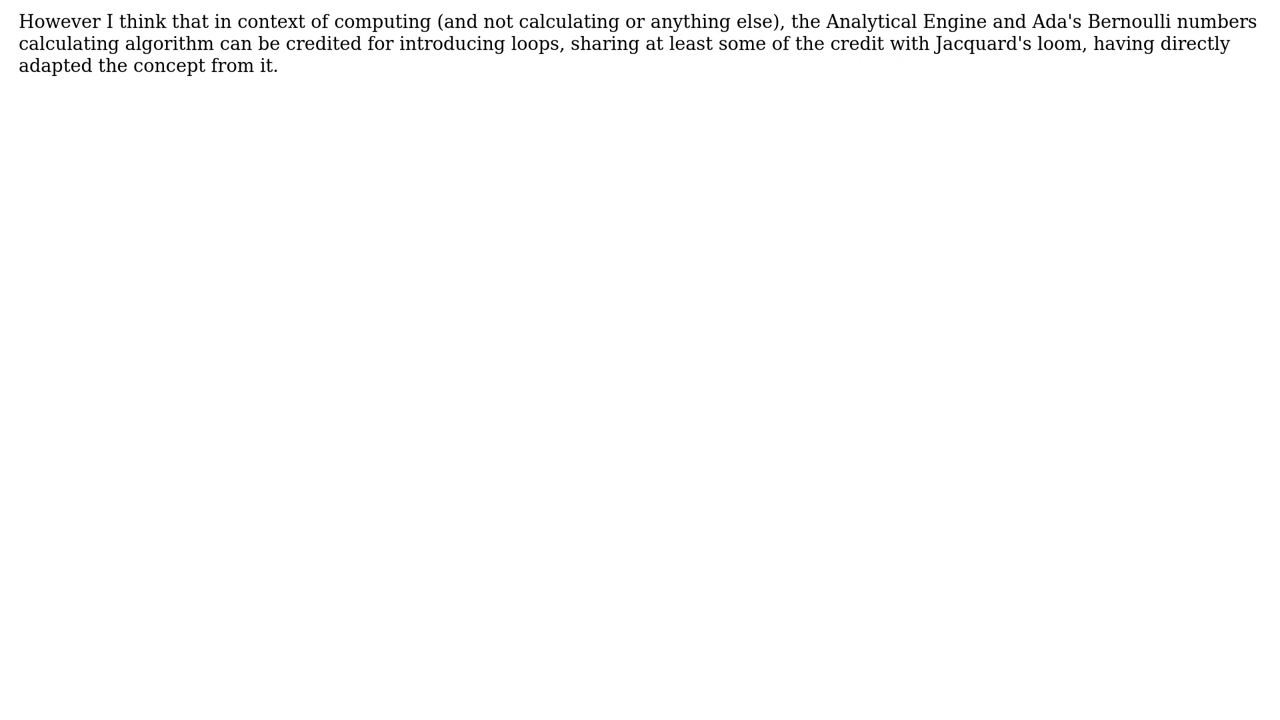 However I think that in context of computing (and not calculating or anything else), the Analytical Engine and Ada's Bernoulli numbers
calculating algorithm can be credited for introducing loops, sharing at least some of the credit with Jacquard's loom, having directly
adapted the concept from it.